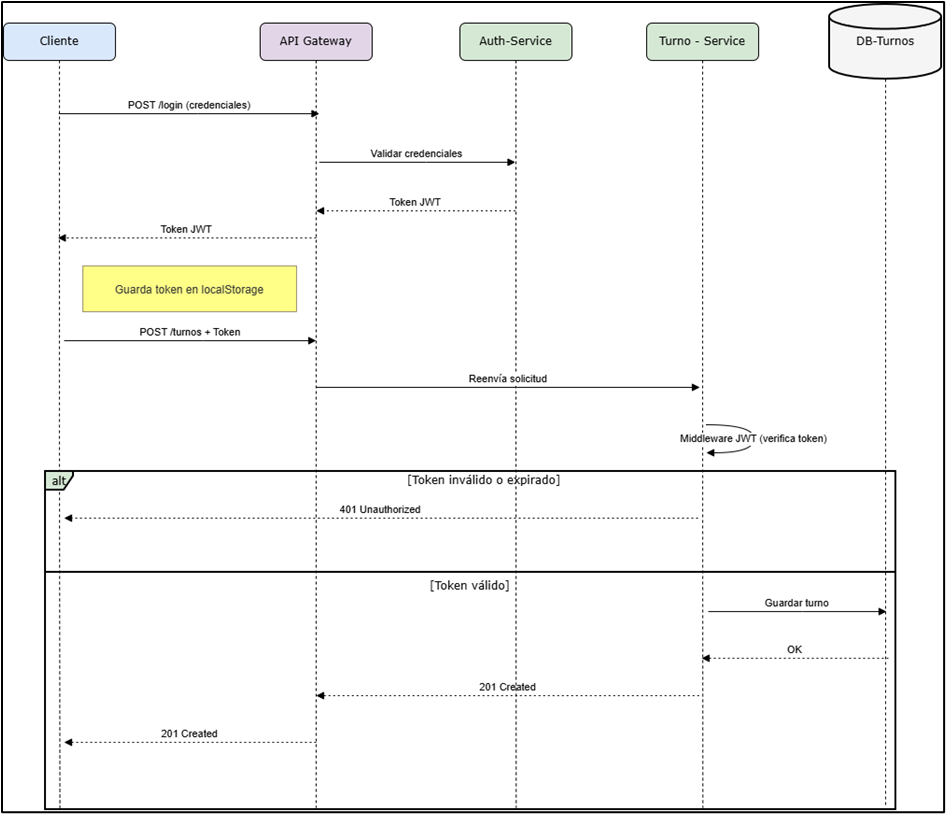 Cliente
API Gateway
Auth-Service
Turno - Service
DB-Turnos
POST /login (credenciales)
Validar credenciales
Token JWT
Token JWT
Guarda token en localStorage
POST /turnos + Token
Reenvía solicitud
Middleware JWT (verifica token)
alt
[Token inválido o expirado]
401 Unauthorized
[Token válido]
Guardar turno
OK
201 Created
201 Created